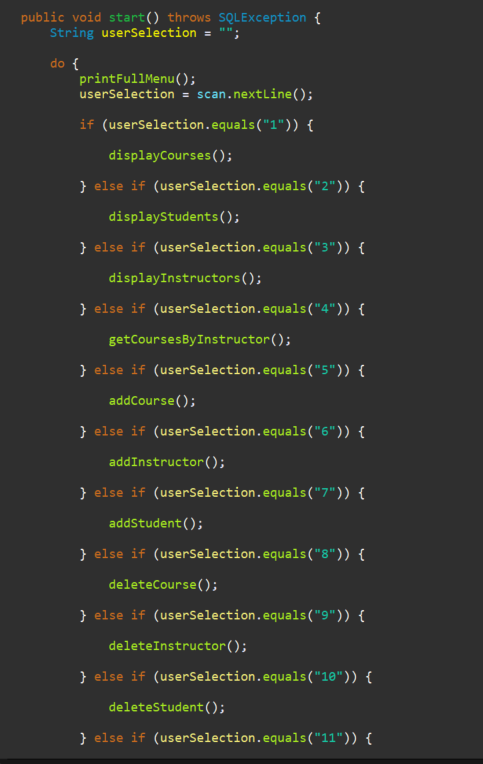 public void start() throws SQLException {
String userSelection = "";
do {
printFullMenu();
userSelection = scan.nextLine();
if (userSelection.equals("1")) {
displayCourses();
} else if (userSelection.equals("2")) {
displayStudents();
} else if (userSelection.equals("3")) {
displayInstructors();
} else if (userSelection.equals("4")) {
getCoursesByInstructor();
} else if (userSelection.equals("5")) {
addCourse();
} else if (userSelection.equals("6")) {
addInstructor();
} else if (userSelection.equals("7")) {
addStudent();
} else if (userSelection.equals("8")) {
deleteCourse();
} else if (userSelection.equals("9")) {
deleteInstructor();
} else if (userSelection.equals("10")) {
deleteStudent();
} else if (userSelection.equals("11")) {